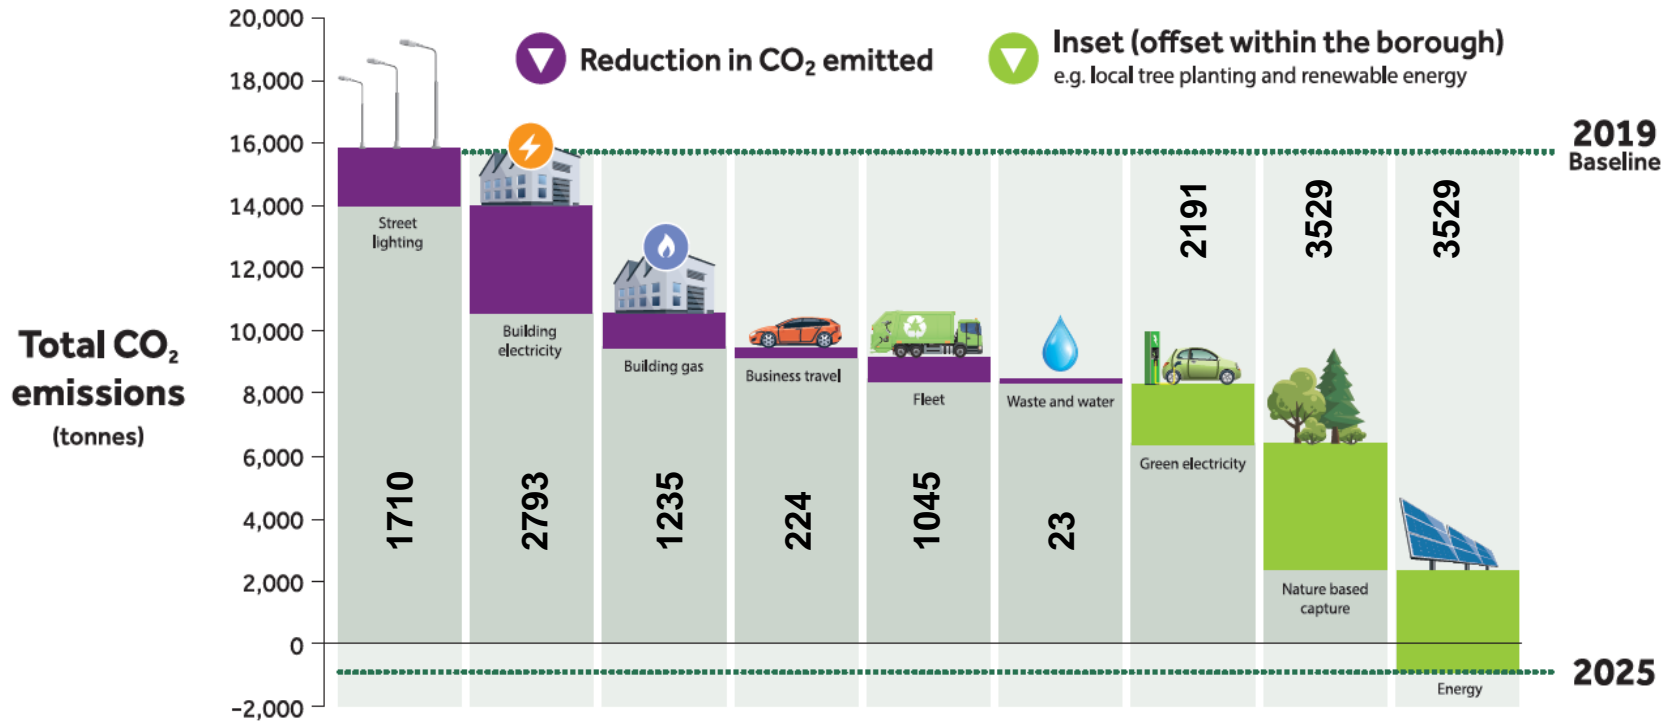 Reduction in CO₂ emitted
Inset (offset within the borough)
e.g. local tree planting and renewable energy
Total CO₂
emissions
(tonnes)
20,000
18,000
16,000
14,000
12,000
10,000
8,000
6,000
4,000
2,000
0
-2,000
2019
Baseline
2025
Street
lighting
1710
Building
electricity
2793
Building gas
1235
Business travel
224
Fleet
1045
Waste and water
23
2191
Green electricity
3529
Nature based
capture
3529
Energy